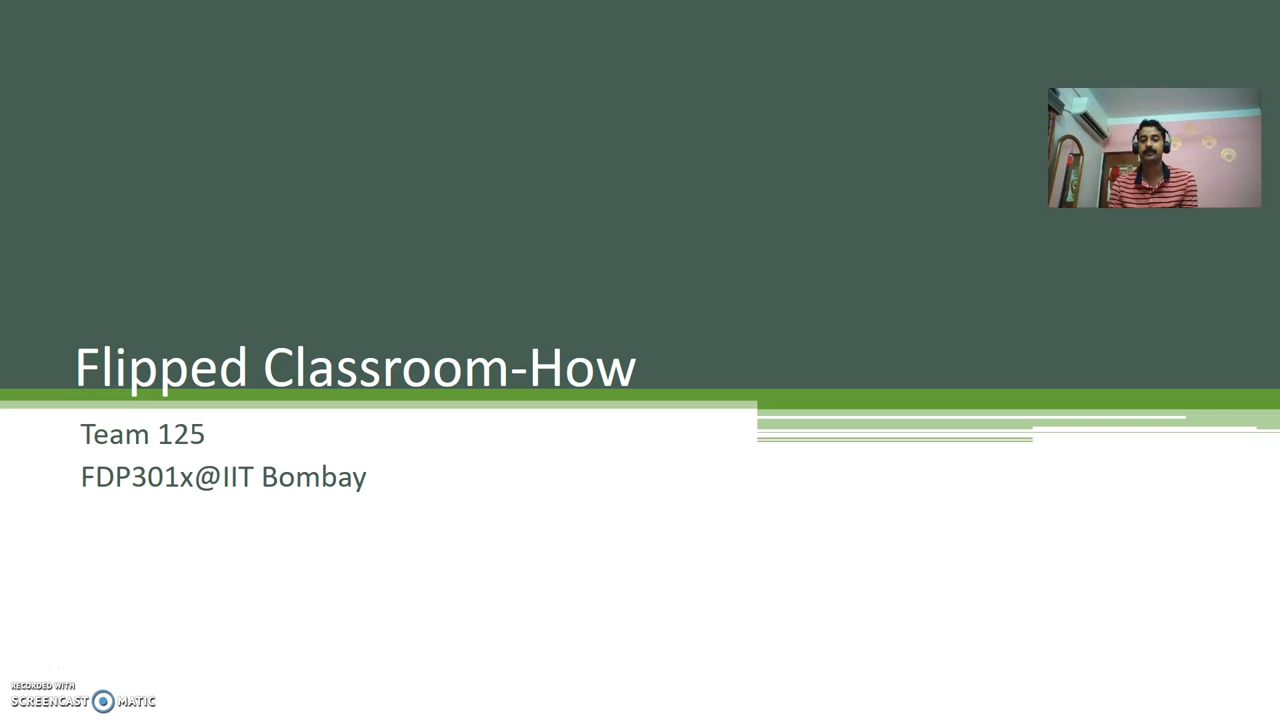 Flipped Classroom-How
Team 125
FDP301x@IIT Bombay
RECORDED WITH
SCREENCAST MATIC